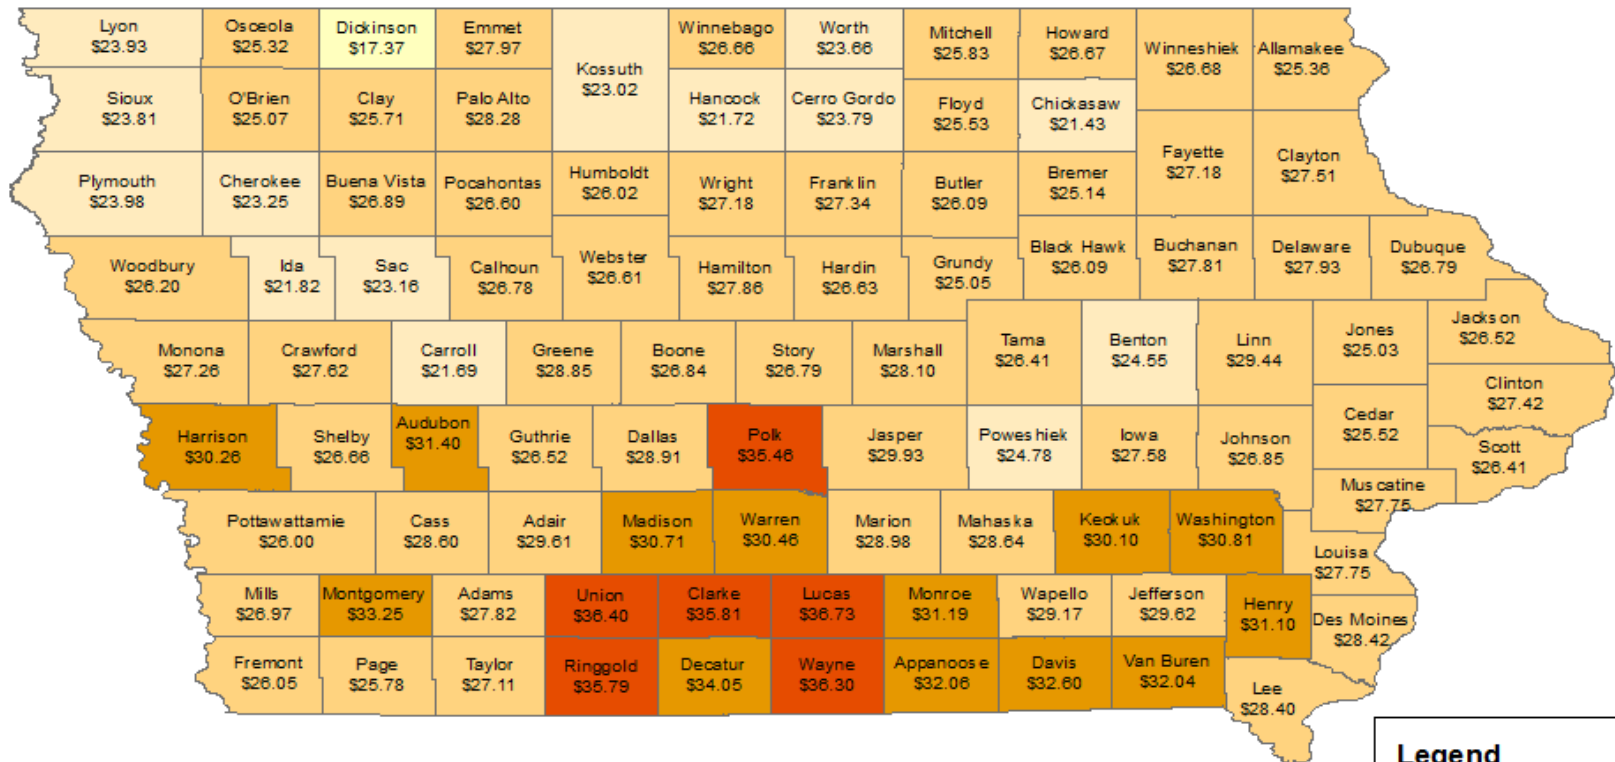 Lyon
$23.93
Osceola
$25.32
Dickinson
$17.37
Emmet
$27.97
Kossuth
$23.02
Winnebago
$26.66
Worth
$23.66
Mitchell
$25.83
Howard
$26.67
Winneshiek
$26.68
Allamakee
$25.36
Sioux
$23.81
O'Brien
$25.07
Clay
$25.71
Palo Alto
$28.28
Hancock
$21.72
Cerro Gordo
$23.79
Floyd
$25.53
Chickasaw
$21.43
Fayette
$27.18
Clayton
$27.51
Plymouth
$23.98
Cherokee
$23.25
Buena Vista
$26.89
Pocahontas
$26.60
Humboldt
$26.02
Wright
$27.18
Franklin
$27.34
Butler
$26.09
Bremer
$25.14
Woodbury
$26.20
Ida
$21.82
Sac
$23.16
Calhoun
$26.78
Webster
$26.61
Hamilton
$27.86
Hardin
$26.63
Grundy
$25.05
Black Hawk
$26.09
Buchanan
$27.81
Delaware
$27.93
Dubuque
$26.79
Monona
$27.26
Crawford
$27.62
Carroll
$21.69
Greene
$28.85
Boone
$26.84
Story
$26.79
Marshall
$28.10
Tama
$26.41
Benton
$24.55
Linn
$29.44
Jones
$25.03
Jackson
$26.52
Clinton
$27.42
Harrison
$30.26
Shelby
$26.66
Audubon
$31.40
Guthrie
$26.52
Dallas
$28.91
Polk
$35.46
Jasper
$29.93
Poweshiek
$24.78
Iowa
$27.58
Johnson
$26.85
Cedar
$25.52
Scott
$26.41
Muscatine
$27.75
Pottawattamie
$26.00
Cass
$28.60
Adair
$29.61
Madison
$30.71
Warren
$30.46
Marion
$28.98
Mahaska
$28.64
Keokuk
$30.10
Washington
$30.81
Louisa
$27.75
Mills
$26.97
Montgomery
$33.25
Adams
$27.82
Union
$36.40
Clarke
$35.81
Lucas
$36.73
Monroe
$31.19
Wapello
$29.17
Jefferson
$29.62
Henry
$31.10
Des Moines
$28.42
Fremont
$26.05
Page
$25.78
Taylor
$27.11
Ringgold
$35.79
Decatur
$34.05
Wayne
$36.30
Appanoose
$32.06
Davis
$32.60
Van Buren
$32.04
Lee
$28.40
Legend